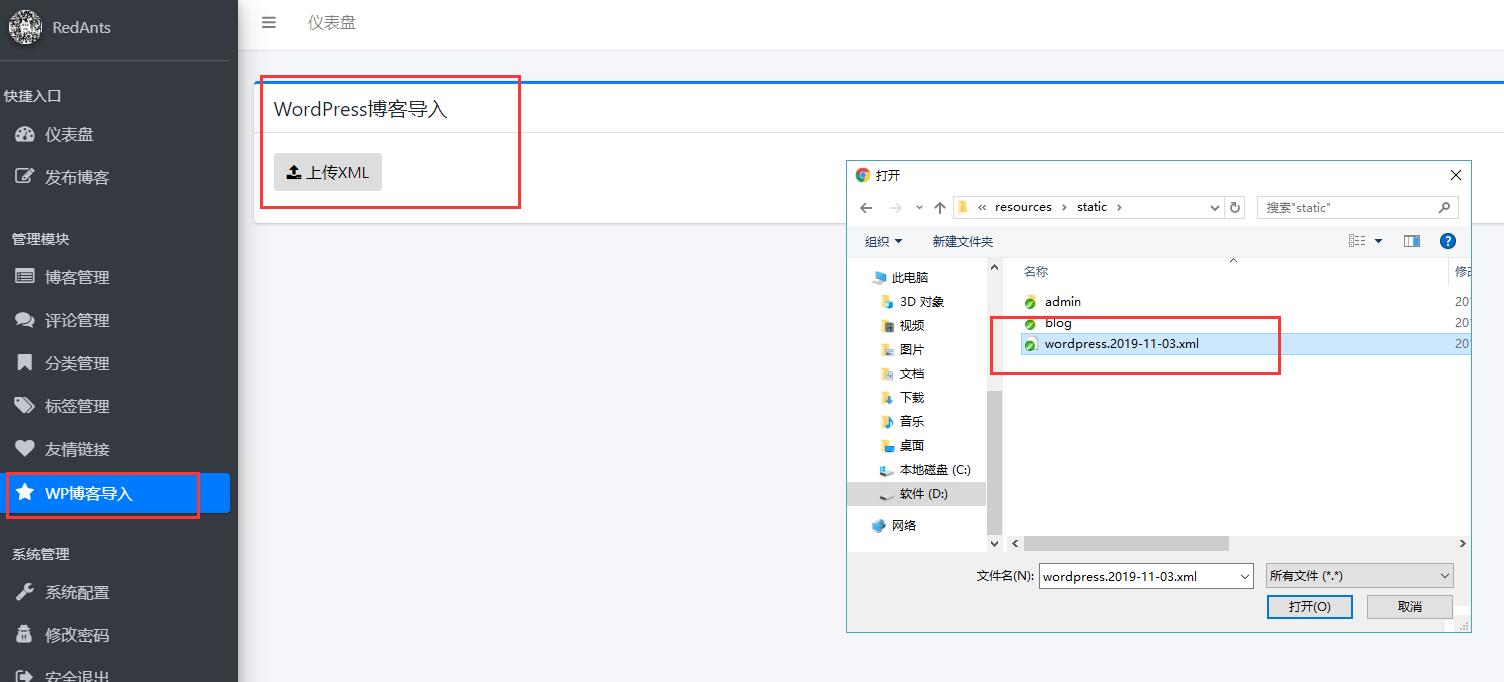 RedAnts
快捷入口
仪表盘
发布博客
管理模块
博客管理
评论管理
分类管理
标签管理
友情链接
WP博客导入
系统管理
系统配置
修改密码
安全退出
仪表盘
WordPress博客导入
上传XML
打开
« resources › static ›
搜索"static"
组织
新建文件夹
此电脑
3D 对象
视频
图片
文档
下载
音乐
桌面
本地磁盘 (C:)
软件 (D:)
网络
名称
修改
admin
20
blog
20
wordpress.2019-11-03.xml
20
文件名(N):
wordpress.2019-11-03.xml
所有文件 (*.*)
打开(O)
取消